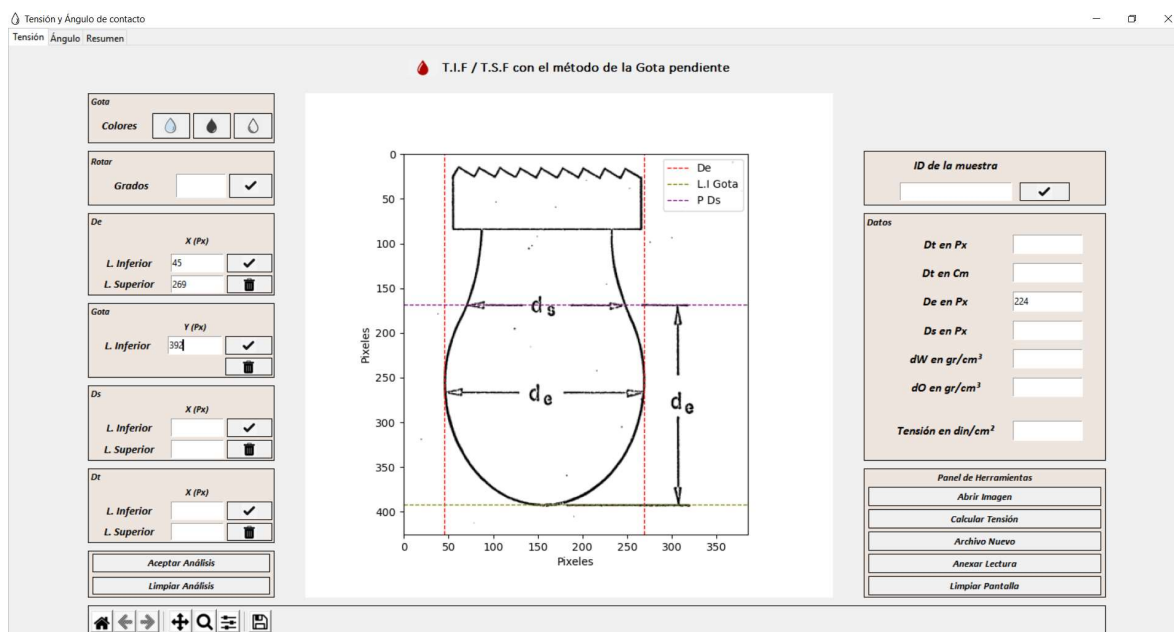 Tensión y Ángulo de contacto
Tensión Ángulo Resumen
T.I.F / T.S.F con el método de la Gota pendiente
Gota
Colores
Rotar
Grados
De
X (Px)
L. Inferior 45
L. Superior 269
Gota
Y (Px)
L. Inferior 392
Ds
X (Px)
L. Inferior
L. Superior
Dt
X (Px)
L. Inferior
L. Superior
Aceptar Análisis
Limpiar Análisis
De
L.I Gota
P Ds
0
50
100
150
200
250
300
350
400
Pixeles
ds
de
de
0 50 100 150 200 250 300 350
Pixeles
ID de la muestra
Datos
Dt en Px
Dt en Cm
De en Px 224
Ds en Px
dW en gr/cm³
dO en gr/cm³
Tensión en din/cm²
Panel de Herramientas
Abrir Imagen
Calcular Tensión
Archivo Nuevo
Anexar Lectura
Limpiar Pantalla